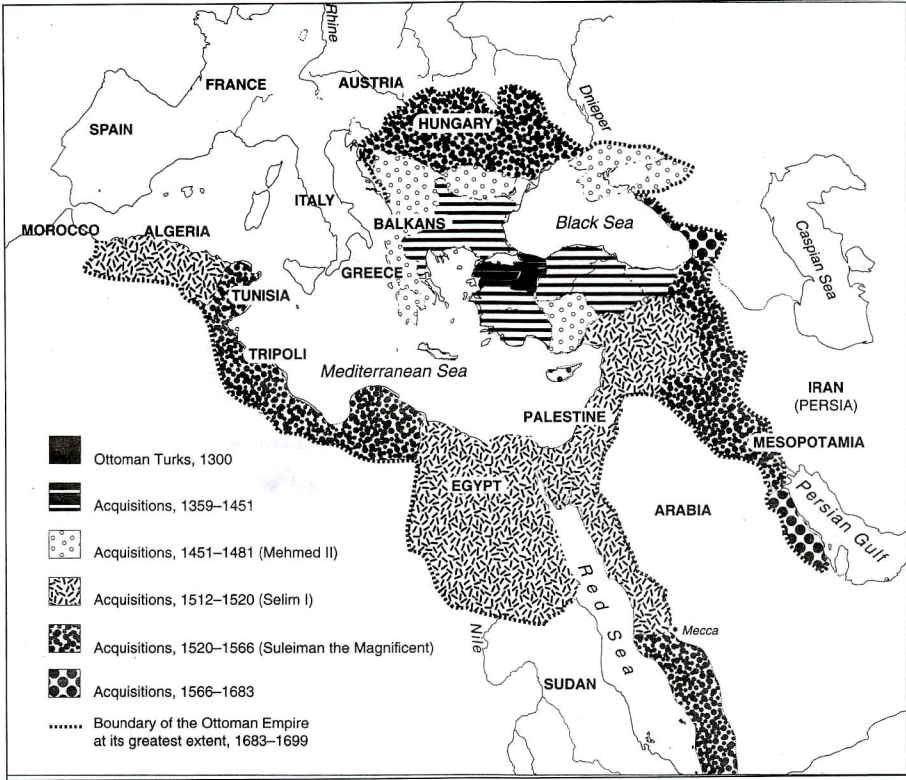 Rhine
FRANCE
AUSTRIA
Dnieper
SPAIN
HUNGARY
ITALY
MOROCCO
ALGERIA
BALKANS
Black Sea
Caspian Sea
GREECE
TUNISIA
TRIPOLI
Mediterranean Sea
IRAN
(PERSIA)
PALESTINE
MESOPOTAMIA
EGYPT
ARABIA
Persian Gulf
Red Sea
Mecca
Nile
SUDAN
Ottoman Turks, 1300
Acquisitions, 1359–1451
Acquisitions, 1451–1481 (Mehmed II)
Acquisitions, 1512–1520 (Selim I)
Acquisitions, 1520–1566 (Suleiman the Magnificent)
Acquisitions, 1566–1683
Boundary of the Ottoman Empire
at its greatest extent, 1683–1699